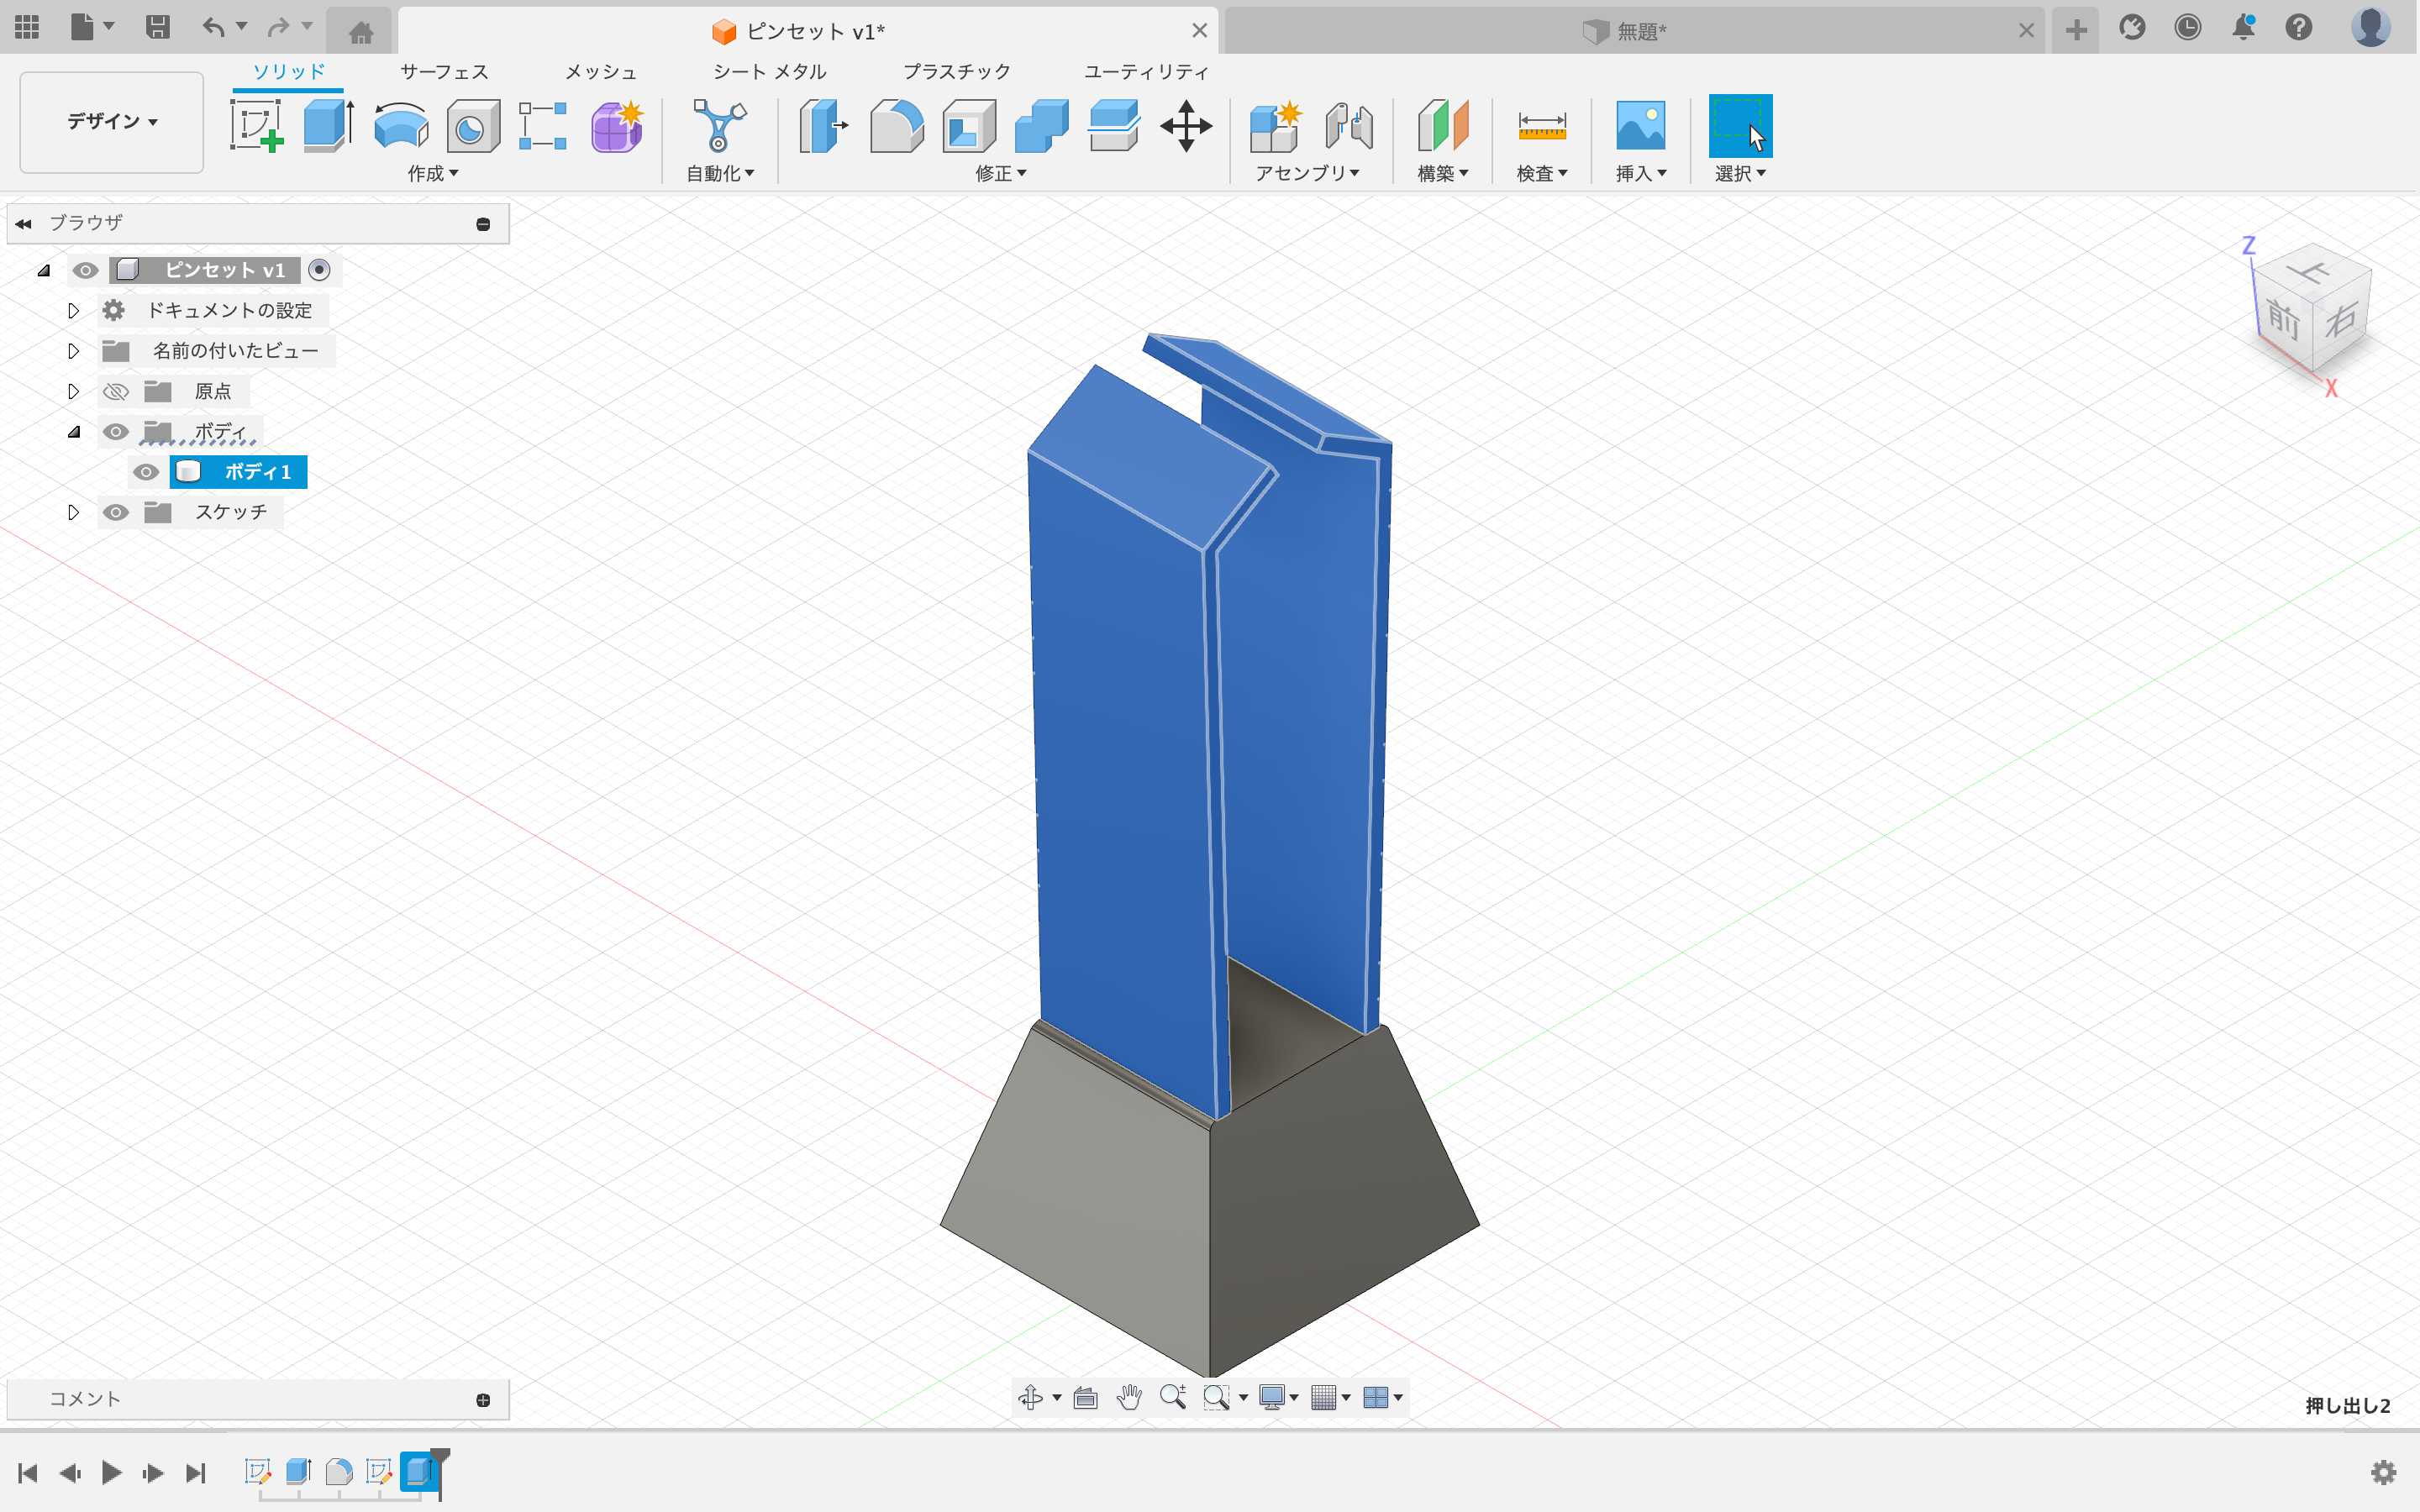 ピンセット v1*
無題*
デザイン
ソリッド
サーフェス
メッシュ
シート メタル
プラスチック
ユーティリティ
作成
自動化
修正
アセンブリ
構築
検査
挿入
選択
ブラウザ
ピンセット v1
ドキュメントの設定
名前の付いたビュー
原点
ボディ
ボディ1
スケッチ
Z
上
前
右
X
コメント
押し出し2